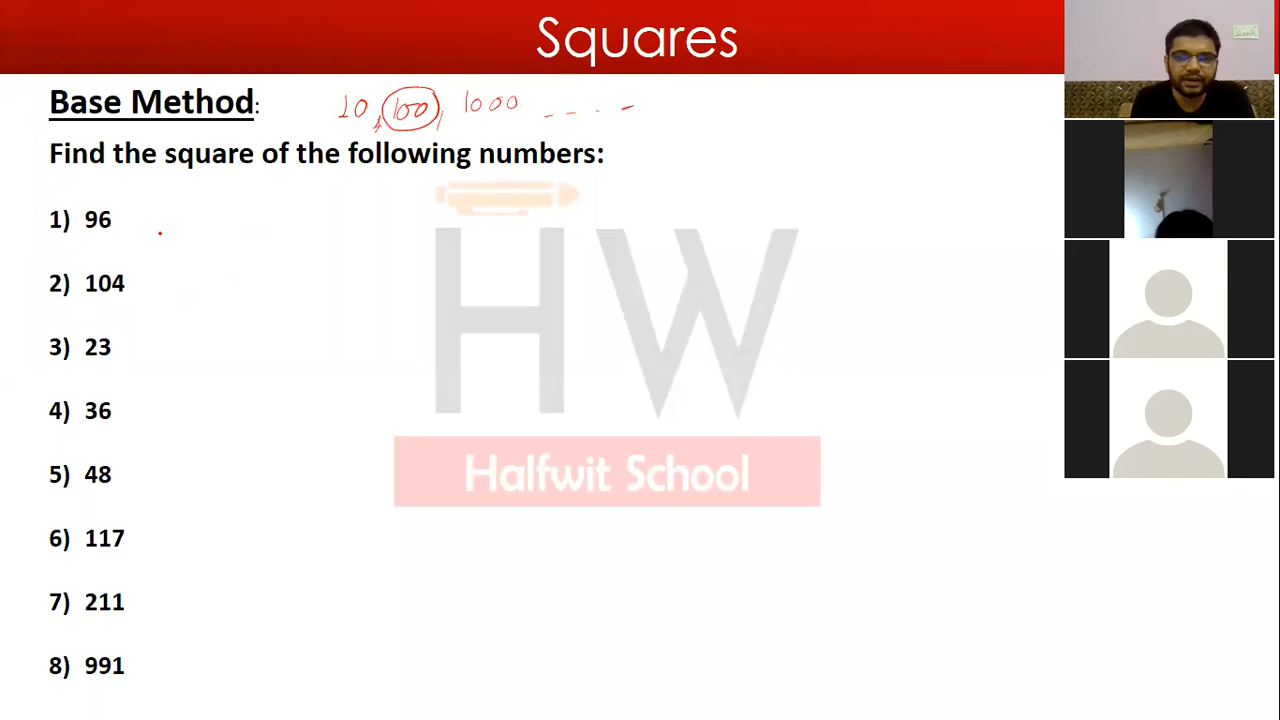 Squares
Base Method: 10, 100, 1000 - - - -
Find the square of the following numbers:
1) 96
2) 104
3) 23
4) 36
5) 48
6) 117
7) 211
8) 991
HW
Halfwit School